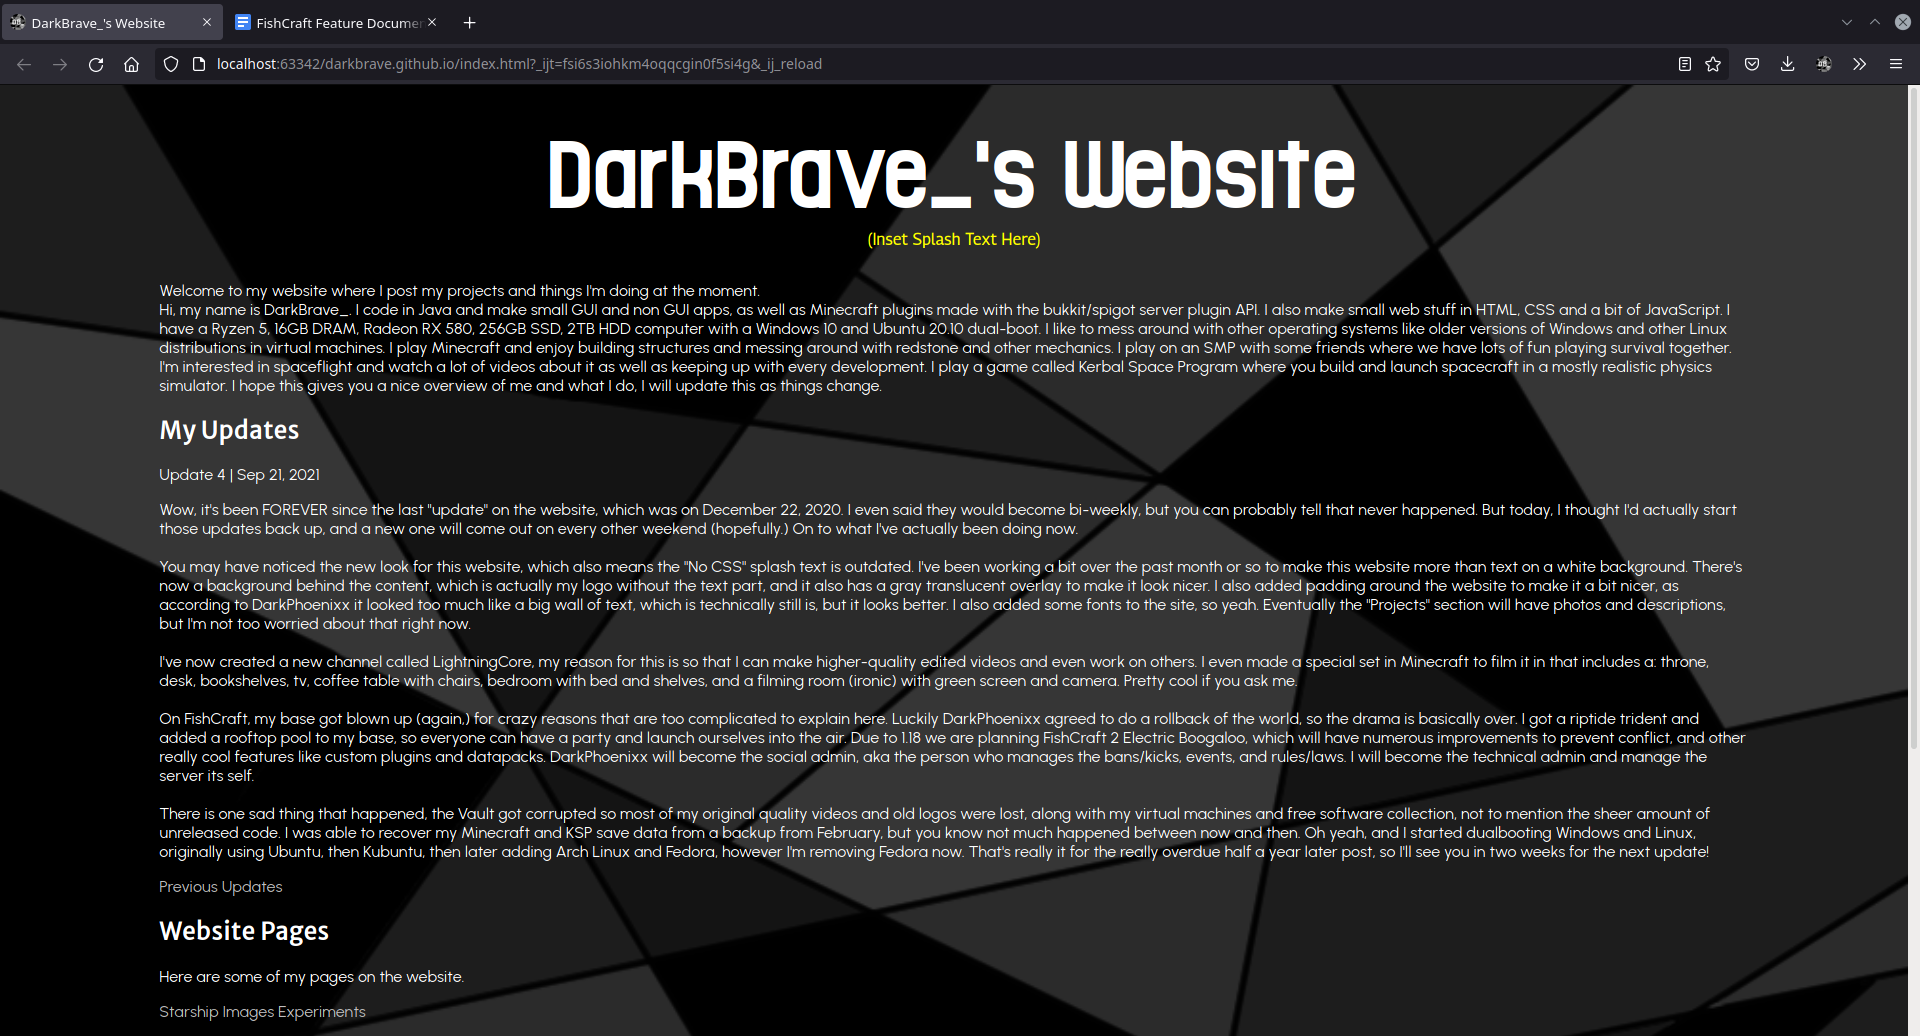 DarkBrave_'s Website
FishCraft Feature Documen
localhost:63342/darkbrave.github.io/index.html?_ijt=fsi6s3iohkm4oqqcgin0f5si4g&_ij_reload
DarkBrave_'s Website
(Inset Splash Text Here)
Welcome to my website where I post my projects and things I'm doing at the moment.
Hi, my name is DarkBrave_. I code in Java and make small GUI and non GUI apps, as well as Minecraft plugins made with the bukkit/spigot server plugin API. I also make small web stuff in HTML, CSS and a bit of JavaScript. I
have a Ryzen 5, 16GB DRAM, Radeon RX 580, 256GB SSD, 2TB HDD computer with a Windows 10 and Ubuntu 20.10 dual-boot. I like to mess around with other operating systems like older versions of Windows and other Linux
distributions in virtual machines. I play Minecraft and enjoy building structures and messing around with redstone and other mechanics. I play on an SMP with some friends where we have lots of fun playing survival together.
I'm interested in spaceflight and watch a lot of videos about it as well as keeping up with every development. I play a game called Kerbal Space Program where you build and launch spacecraft in a mostly realistic physics
simulator. I hope this gives you a nice overview of me and what I do, I will update this as things change.
My Updates
Update 4 | Sep 21, 2021
Wow, it's been FOREVER since the last "update" on the website, which was on December 22, 2020. I even said they would become bi-weekly, but you can probably tell that never happened. But today, I thought I'd actually start
those updates back up, and a new one will come out on every other weekend (hopefully.) On to what I've actually been doing now.
You may have noticed the new look for this website, which also means the "No CSS" splash text is outdated. I've been working a bit over the past month or so to make this website more than text on a white background. There's
now a background behind the content, which is actually my logo without the text part, and it also has a gray translucent overlay to make it look nicer. I also added padding around the website to make it a bit nicer, as
according to DarkPhoenixx it looked too much like a big wall of text, which is technically still is, but it looks better. I also added some fonts to the site, so yeah. Eventually the "Projects" section will have photos and descriptions,
but I'm not too worried about that right now.
I've now created a new channel called LightningCore, my reason for this is so that I can make higher-quality edited videos and even work on others. I even made a special set in Minecraft to film it in that includes a: throne,
desk, bookshelves, tv, coffee table with chairs, bedroom with bed and shelves, and a filming room (ironic) with green screen and camera. Pretty cool if you ask me.
On FishCraft, my base got blown up (again,) for crazy reasons that are too complicated to explain here. Luckily DarkPhoenixx agreed to do a rollback of the world, so the drama is basically over. I got a riptide trident and
added a rooftop pool to my base, so everyone can have a party and launch ourselves into the air. Due to 1.18 we are planning FishCraft 2 Electric Boogaloo, which will have numerous improvements to prevent conflict, and other
really cool features like custom plugins and datapacks. DarkPhoenixx will become the social admin, aka the person who manages the bans/kicks, events, and rules/laws. I will become the technical admin and manage the
server its self.
There is one sad thing that happened, the Vault got corrupted so most of my original quality videos and old logos were lost, along with my virtual machines and free software collection, not to mention the sheer amount of
unreleased code. I was able to recover my Minecraft and KSP save data from a backup from February, but you know not much happened between now and then. Oh yeah, and I started dualbooting Windows and Linux,
originally using Ubuntu, then Kubuntu, then later adding Arch Linux and Fedora, however I'm removing Fedora now. That's really it for the really overdue half a year later post, so I'll see you in two weeks for the next update!
Previous Updates
Website Pages
Here are some of my pages on the website.
Starship Images Experiments